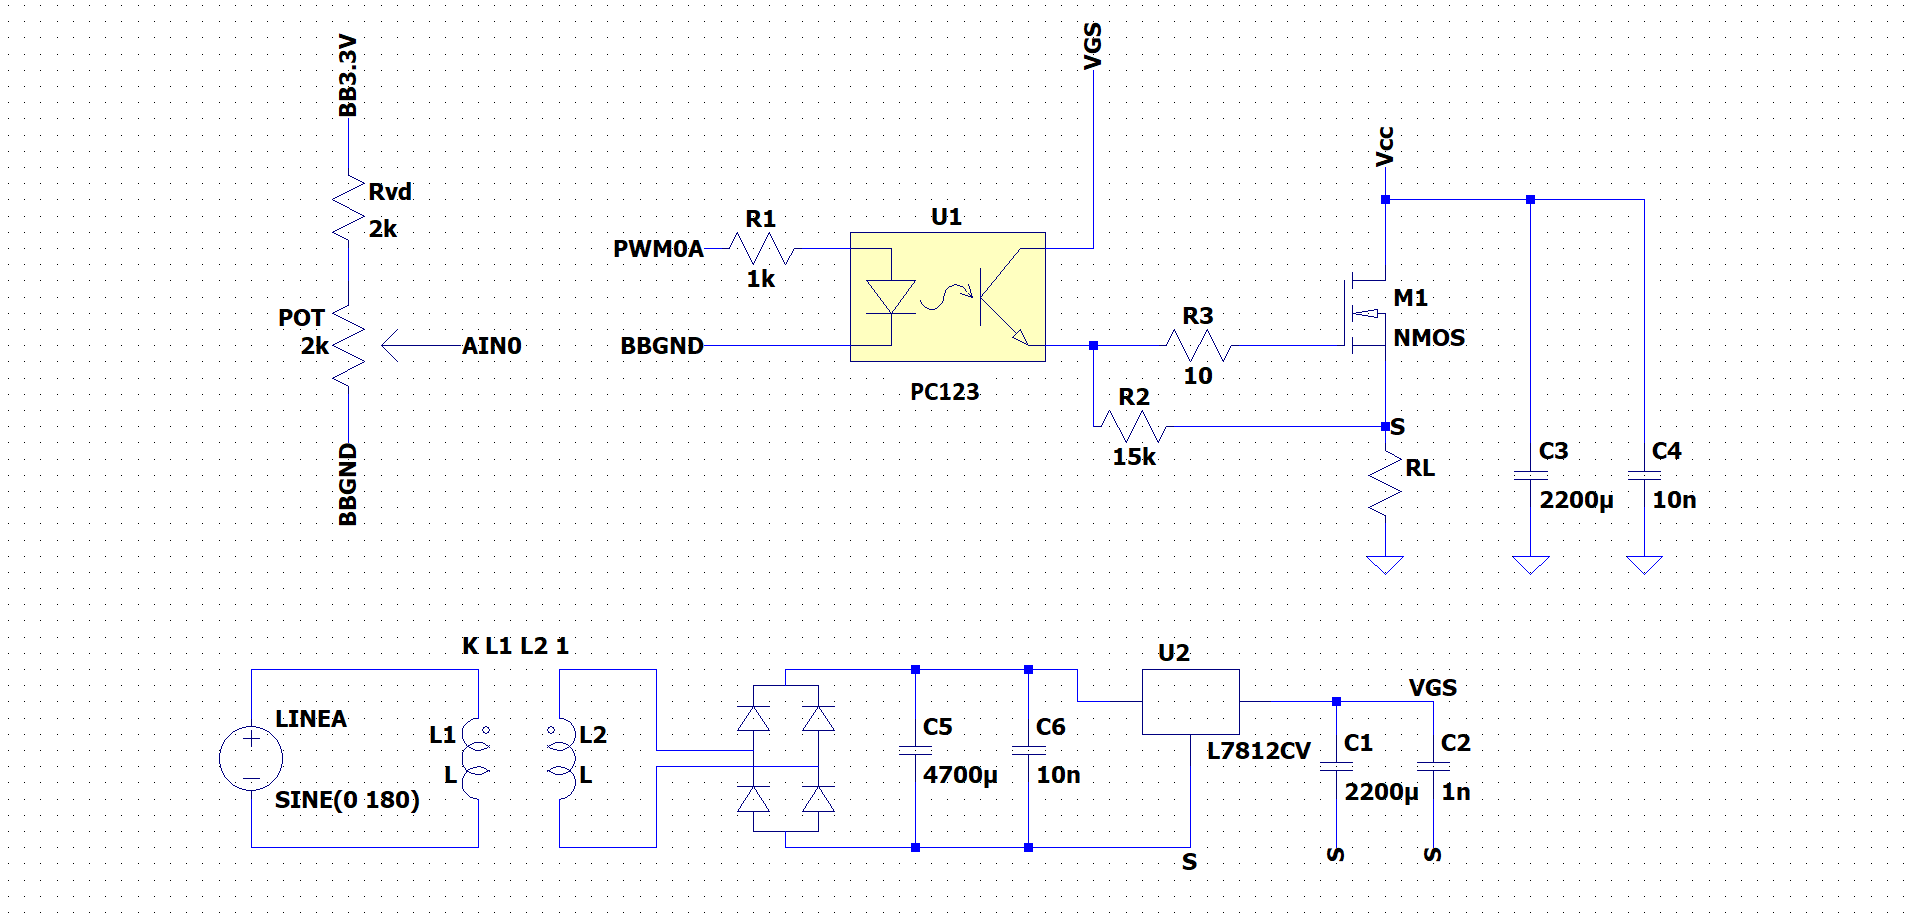 BB3.3V
Rvd
2k
POT
2k
AIN0
BBGND
PWM0A
R1
1k
BBGND
U1
PC123
VGS
R3
10
R2
15k
Vcc
M1
NMOS
S
RL
C3
2200µ
C4
10n
K L1 L2 1
LINEA
SINE(0 180)
L1
L
L2
L
C5
4700µ
C6
10n
U2
L7812CV
S
VGS
C1
2200µ
S
C2
1n
S